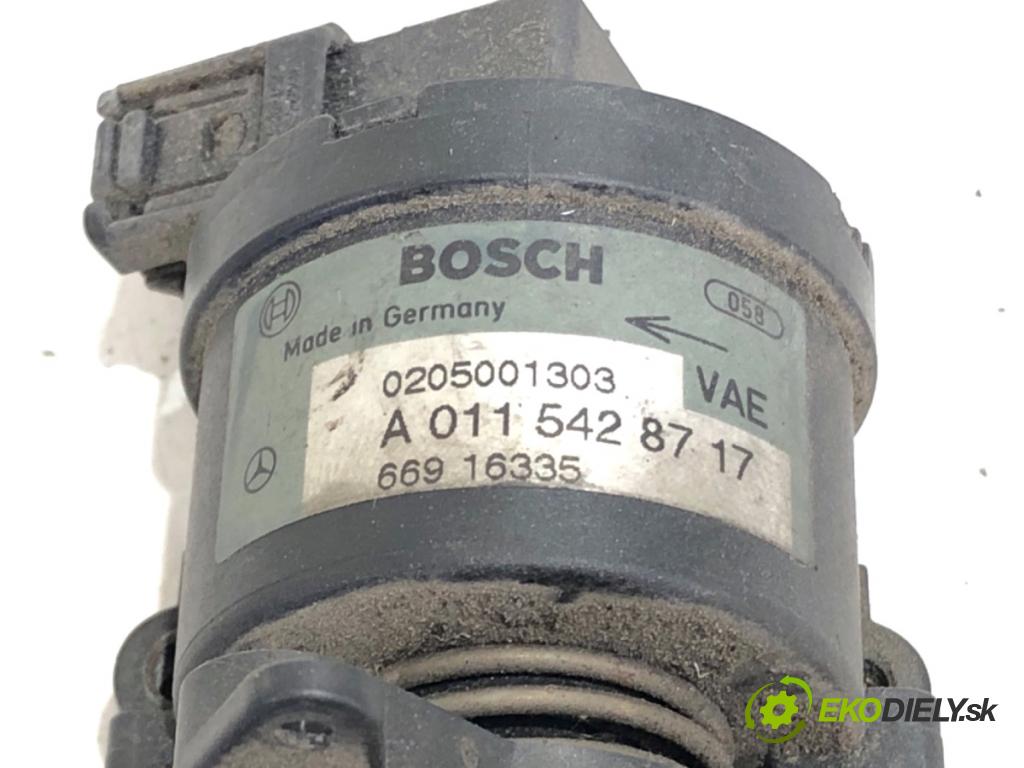 BOSCH
058
Made in Germany
0205001303
VAE
A 011 542 87 17
669 16335
EKODIELY.sk